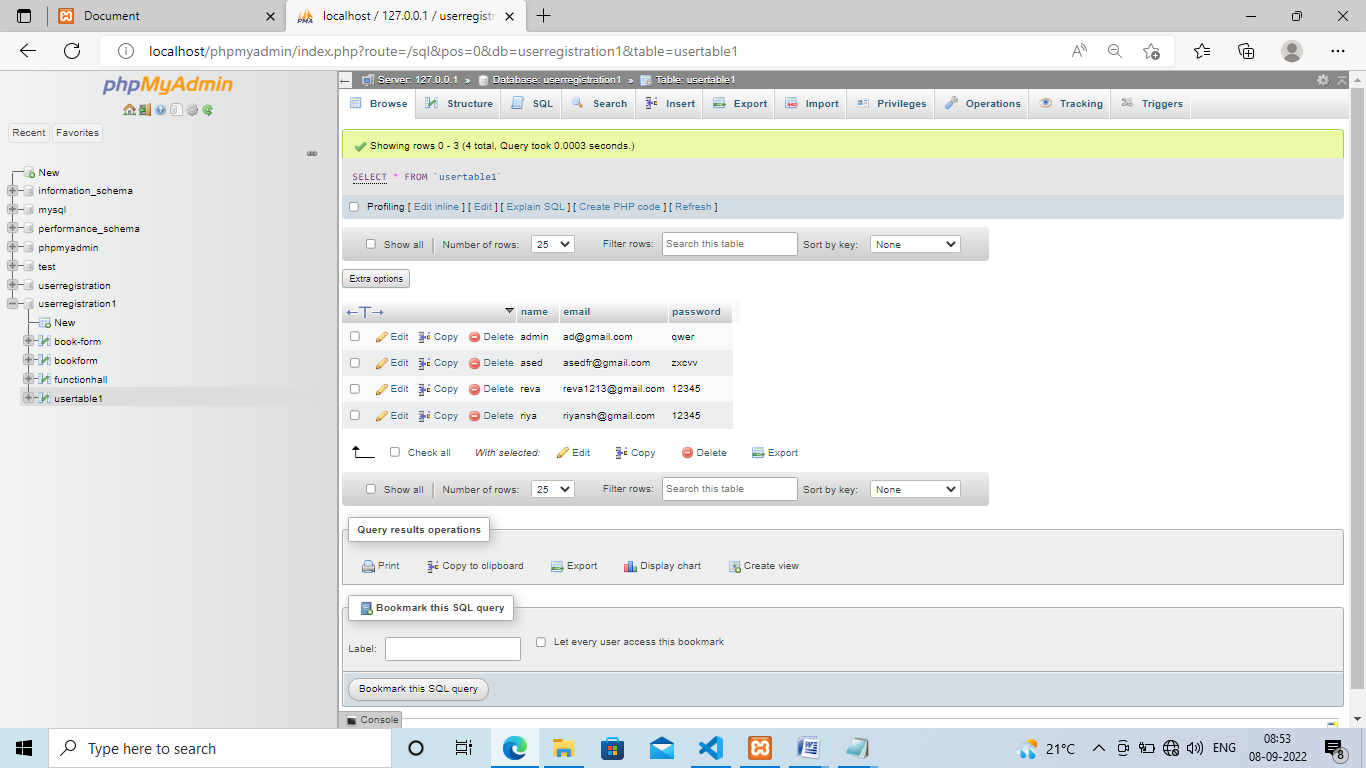 Document
localhost / 127.0.0.1 / userregistr
localhost/phpmyadmin/index.php?route=/sql&pos=0&db=userregistration1&table=usertable1
phpMyAdmin
Recent Favorites
New
information_schema
mysql
performance_schema
phpmyadmin
test
userregistration
userregistration1
New
book-form
bookform
functionhall
usertable1
Server: 127.0.0.1 » Database: userregistration1 » Table: usertable1
Browse Structure SQL Search Insert Export Import Privileges Operations Tracking Triggers
Showing rows 0 - 3 (4 total, Query took 0.0003 seconds.)
SELECT * FROM `usertable1`
Profiling [ Edit inline ] [ Edit ] [ Explain SQL ] [ Create PHP code ] [ Refresh ]
Show all Number of rows: 25 Filter rows: Search this table Sort by key: None
Extra options
name email password
Edit Copy Delete admin ad@gmail.com qwer
Edit Copy Delete ased asedfr@gmail.com zxcvv
Edit Copy Delete reva reva1213@gmail.com 12345
Edit Copy Delete riya riyansh@gmail.com 12345
Check all With selected: Edit Copy Delete Export
Show all Number of rows: 25 Filter rows: Search this table Sort by key: None
Query results operations
Print Copy to clipboard Export Display chart Create view
Bookmark this SQL query
Label: Let every user access this bookmark
Bookmark this SQL query
Console
Type here to search
21°C
ENG
08:53
08-09-2022
8